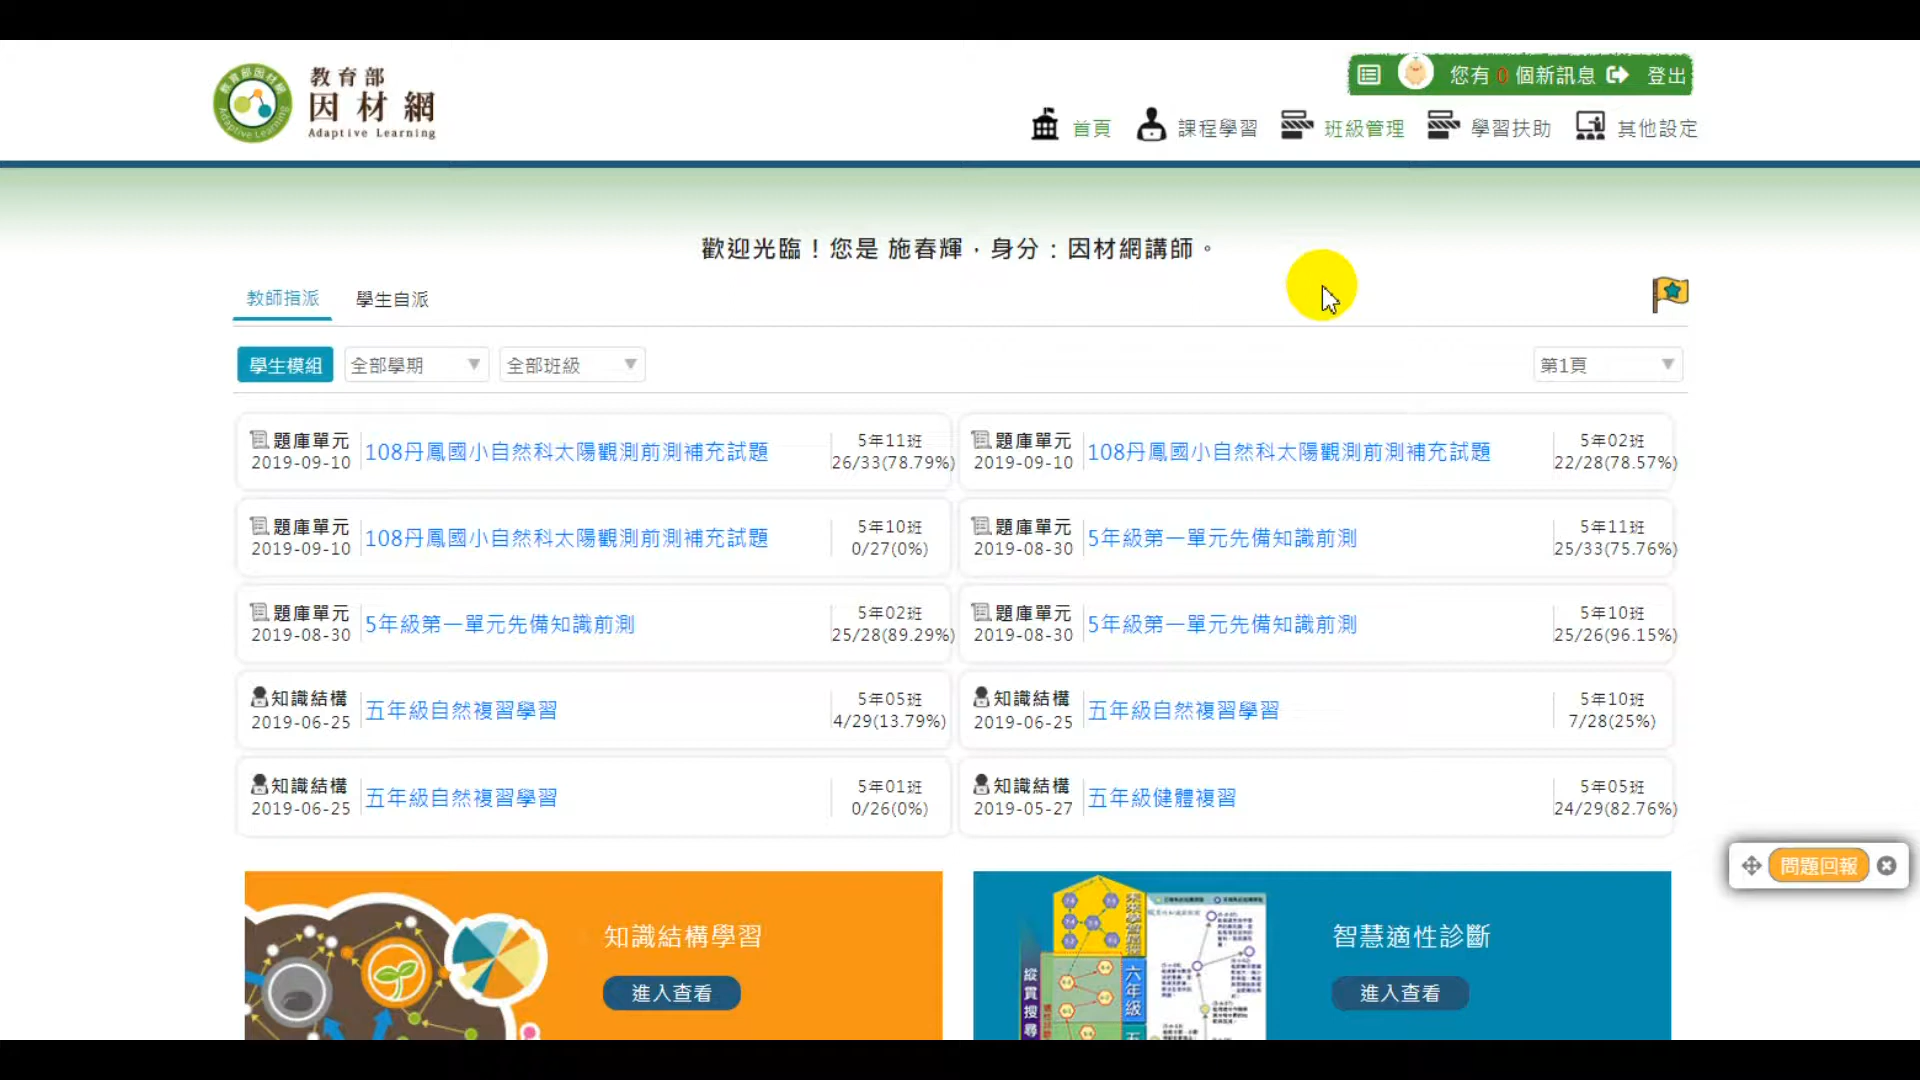 教育部
因材網
Adaptive Learning
您有 0 個新訊息 登出
首頁 課程學習 班級管理 學習扶助 其他設定
歡迎光臨！您是 施春輝，身分：因材網講師。
教師指派 學生自派
學生模組 全部學期 全部班級 第1頁
題庫單元
2019-09-10
108丹鳳國小自然科太陽觀測前測補充試題
5年11班
26/33(78.79%)
題庫單元
2019-09-10
108丹鳳國小自然科太陽觀測前測補充試題
5年02班
22/28(78.57%)
題庫單元
2019-09-10
108丹鳳國小自然科太陽觀測前測補充試題
5年10班
0/27(0%)
題庫單元
2019-08-30
5年級第一單元先備知識前測
5年11班
25/33(75.76%)
題庫單元
2019-08-30
5年級第一單元先備知識前測
5年02班
25/28(89.29%)
題庫單元
2019-08-30
5年級第一單元先備知識前測
5年10班
25/26(96.15%)
知識結構
2019-06-25
五年級自然複習學習
5年05班
4/29(13.79%)
知識結構
2019-06-25
五年級自然複習學習
5年10班
7/28(25%)
知識結構
2019-06-25
五年級自然複習學習
5年01班
0/26(0%)
知識結構
2019-05-27
五年級健體複習
5年05班
24/29(82.76%)
問題回報
知識結構學習
進入查看
縱貫搜尋
六年級
智慧適性診斷
進入查看